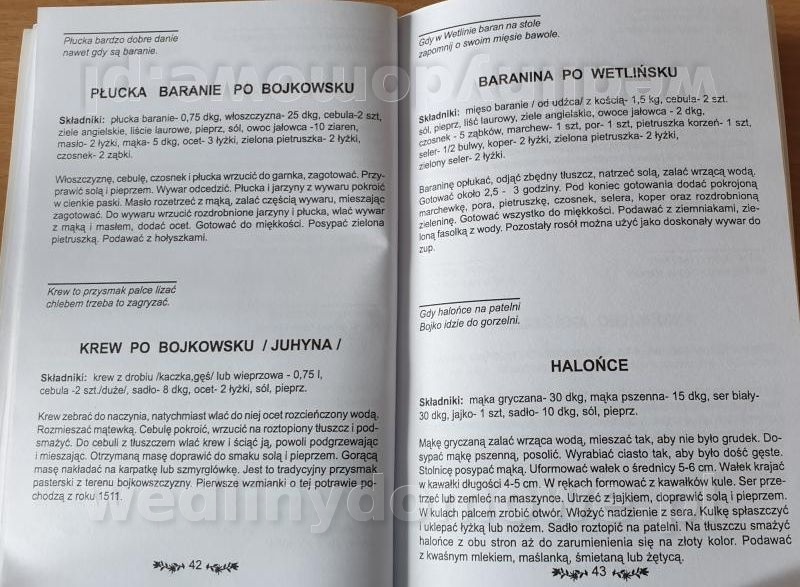 Płucka bardzo dobre danie
nawet gdy są baranie.
PŁUCKA BARANIE PO BOJKOWSKU
Składniki: płucka baranie- 0,75 dkg, włoszczyzna- 25 dkg, cebula-2 szt,
ziele angielskie, liście laurowe, pieprz, sól, owoc jałowca -10 ziaren,
masło- 2 łyżki, mąka- 5 dkg, ocet- 3 łyżki, zielona pietruszka- 2 łyżki,
czosnek- 2 ząbki.
Włoszczyznę, cebulę, czosnek i płucka wrzucić do garnka, zagotować. Przy-
prawić solą i pieprzem. Wywar odcedzić. Płucka i jarzyny z wywaru pokroić
w cienkie paski. Masło rozetrzeć z mąką, zalać częścią wywaru, mieszając
zagotować. Do wywaru wrzucić rozdrobnione jarzyny i płucka, wlać wywar
z mąką i masłem, dodać ocet. Gotować do miękkości. Posypać zielona
pietruszką. Podawać z hołyszkami.
Krew to przysmak palce lizać
chlebem trzeba to zagryzać.
KREW PO BOJKOWSKU / JUHYNA /
Składniki: krew z drobiu /kaczka,gęś/ lub wieprzowa - 0,75 l,
cebula -2 szt./duże/, sadło- 8 dkg, ocet- 2 łyżki, sól, pieprz.
Krew zebrać do naczynia, natychmiast wlać do niej ocet rozcieńczony wodą.
Rozmieszać mątewką. Cebulę pokroić, wrzucić na roztopiony tłuszcz i pod-
smażyć. Do cebuli z tłuszczem wlać krew i ściąć ją, powoli podgrzewając
i mieszając. Otrzymaną masę doprawić do smaku solą i pieprzem. Gorącą
masę nakładać na karpatkę lub szmyrgłówkę. Jest to tradycyjny przysmak
pasterski z terenu bojkowszczyzny. Pierwsze wzmianki o tej potrawie po-
chodzą z roku 1511.
42
Gdy w Wetlinie baran na stole
zapomnij o swoim mięsie bawole.
BARANINA PO WETLIŃSKU
Składniki: mięso baranie / od udźca/ z kością- 1,5 kg, cebula- 2 szt.
sól, pieprz, liść laurowy, ziele angielskie, owoce jałowca - 2 dkg,
czosnek - 5 ząbków, marchew- 1 szt, por- 1 szt, pietruszka korzeń- 1 szt,
seler- 1/2 bulwy, koper- 2 łyżki, zielona pietruszka- 2 łyżki,
zielony seler- 2 łyżki.
Baraninę opłukać, odjąć zbędny tłuszcz, natrzeć solą, zalać wrzącą wodą.
Gotować około 2,5 - 3 godziny. Pod koniec gotowania dodać pokrojoną
marchewkę, pora, pietruszkę, czosnek, selera, koper oraz rozdrobnioną
zieleninę. Gotować wszystko do miękkości. Podawać z ziemniakami, zie-
loną fasolką z wody. Pozostały rosół można użyć jako doskonały wywar do
zup.
Gdy halońce na patelni
Bojko idzie do gorzelni.
HALOŃCE
Składniki: mąka gryczana- 30 dkg, mąka pszenna- 15 dkg, ser biały-
30 dkg, jajko- 1 szt, sadło- 10 dkg, sól, pieprz.
Mąkę gryczaną zalać wrząca wodą, mieszać tak, aby nie było grudek. Do-
sypać mąkę pszenną, posolić. Wyrabiać ciasto tak, aby było dość gęste.
Stolnicę posypać mąką. Uformować wałek o średnicy 5-6 cm. Wałek krajać
w kawałki długości 4-5 cm. W rękach formować z kawałków kule. Ser prze-
trzeć lub zemleć na maszynce. Utrzeć z jajkiem, doprawić solą i pieprzem.
W kulach palcem zrobić otwór. Włożyć nadzienie z sera. Kulkę spłaszczyć
i uklepać łyżką lub nożem. Sadło roztopić na patelni. Na tłuszczu smażyć
halońce z obu stron aż do zarumienienia się na złoty kolor. Podawać
z kwaśnym mlekiem, maślanką, śmietaną lub żętycą.
43